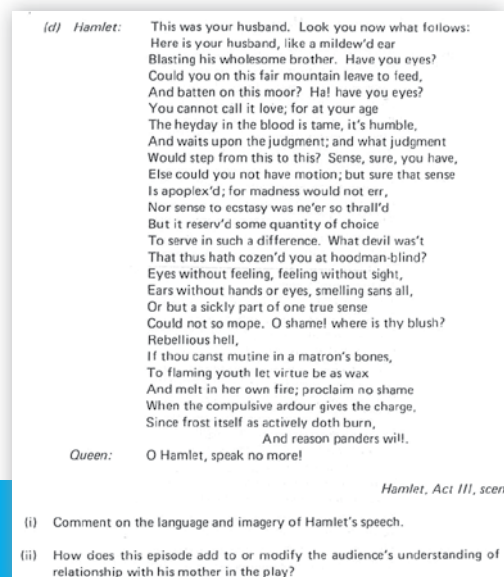 (d) Hamlet: This was your husband. Look you now what follows:
Here is your husband, like a mildew'd ear
Blasting his wholesome brother. Have you eyes?
Could you on this fair mountain leave to feed,
And batten on this moor? Ha! have you eyes?
You cannot call it love; for at your age
The heyday in the blood is tame, it's humble,
And waits upon the judgment; and what judgment
Would step from this to this? Sense, sure, you have,
Else could you not have motion; but sure that sense
Is apoplex'd; for madness would not err,
Nor sense to ecstasy was ne'er so thrall'd
But it reserv'd some quantity of choice
To serve in such a difference. What devil was't
That thus hath cozen'd you at hoodman-blind?
Eyes without feeling, feeling without sight,
Ears without hands or eyes, smelling sans all,
Or but a sickly part of one true sense
Could not so mope. O shame! where is thy blush?
Rebellious hell,
If thou canst mutine in a matron's bones,
To flaming youth let virtue be as wax
And melt in her own fire; proclaim no shame
When the compulsive ardour gives the charge,
Since frost itself as actively doth burn,
And reason panders will.
Queen: O Hamlet, speak no more!
Hamlet, Act III, scen
(i) Comment on the language and imagery of Hamlet's speech.
(ii) How does this episode add to or modify the audience's understanding of
relationship with his mother in the play?